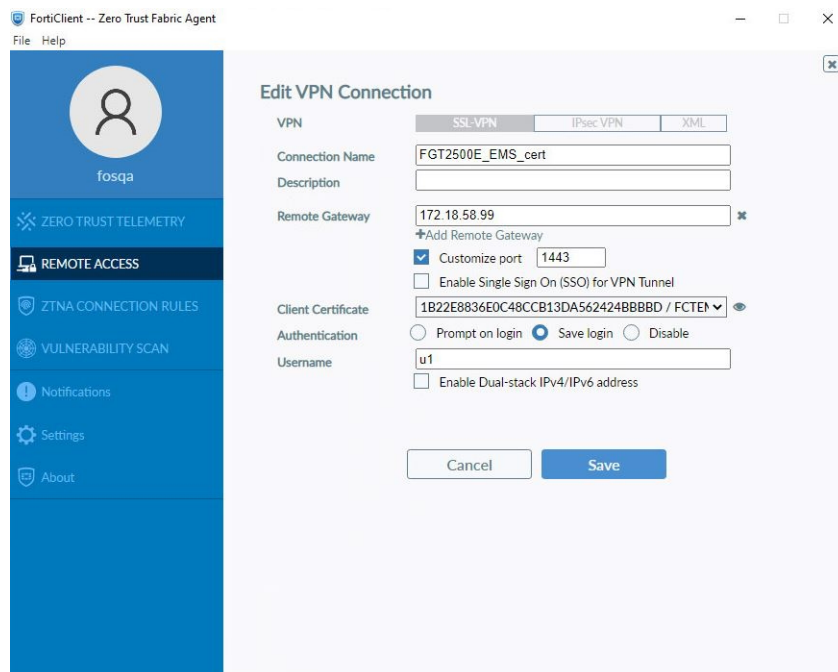 FortiClient -- Zero Trust Fabric Agent
File Help
fosqa
ZERO TRUST TELEMETRY
REMOTE ACCESS
ZTNA CONNECTION RULES
VULNERABILITY SCAN
Notifications
Settings
About
Edit VPN Connection
VPN SSL-VPN IPsec VPN XML
Connection Name FGT2500E_EMS_cert
Description
Remote Gateway 172.18.58.99
+Add Remote Gateway
Customize port 1443
Enable Single Sign On (SSO) for VPN Tunnel
Client Certificate 1B22E8836E0C48CCB13DA562424BBBBD / FCTEM
Authentication Prompt on login Save login Disable
Username u1
Enable Dual-stack IPv4/IPv6 address
Cancel Save